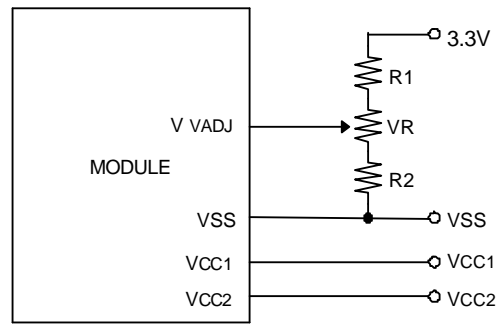 3.3V
R1
V VADJ
VR
MODULE
R2
VSS
VSS
VCC1
VCC1
VCC2
VCC2